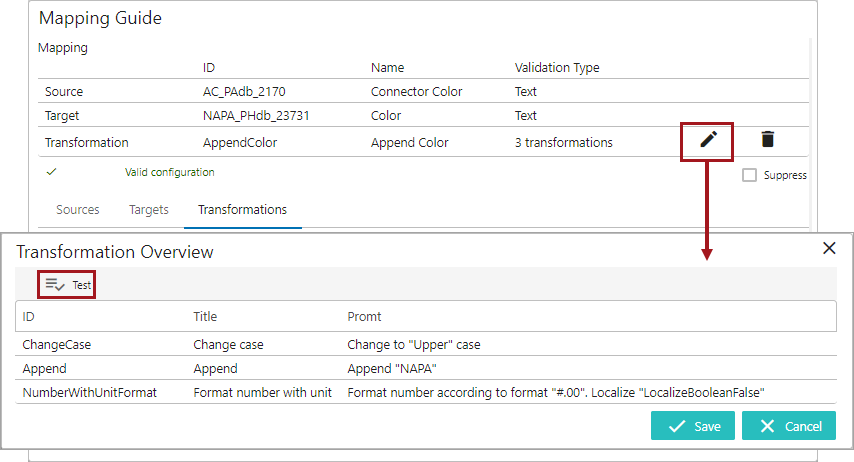 Mapping Guide
Mapping
ID Name Validation Type
Source AC_PAdb_2170 Connector Color Text
Target NAPA_PHdb_23731 Color Text
Transformation AppendColor Append Color 3 transformations
Valid configuration Suppress
Sources Targets Transformations
Transformation Overview
Test
ID Title Promt
ChangeCase Change case Change to "Upper" case
Append Append Append "NAPA"
NumberWithUnitFormat Format number with unit Format number according to format "#.00". Localize "LocalizeBooleanFalse"
Save Cancel